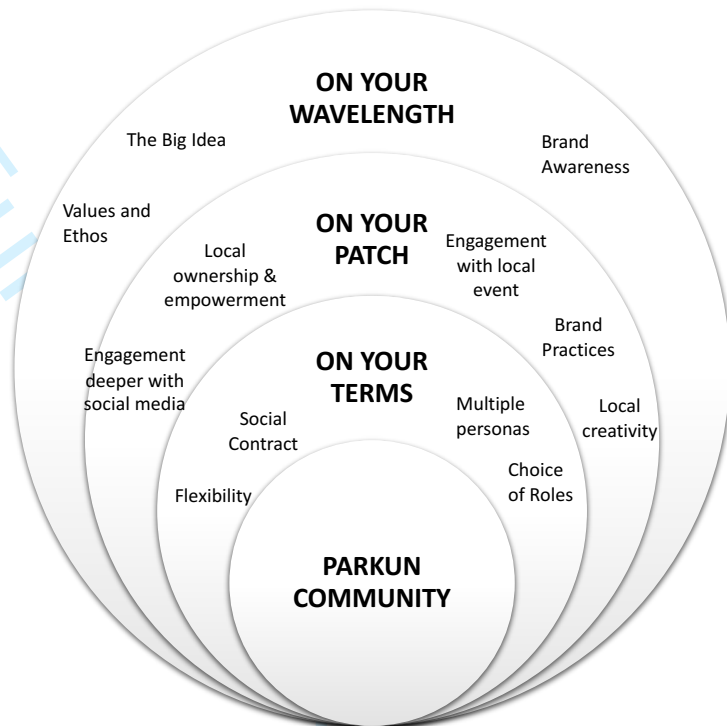 ON YOUR
WAVELENGTH
The Big Idea
Brand
Awareness
Values and
Ethos
ON YOUR
PATCH
Local
ownership &
empowerment
Engagement
with local
event
Brand
Practices
Engagement
deeper with
social media
ON YOUR
TERMS
Social
Contract
Multiple
personas
Local
creativity
Flexibility
Choice
of Roles
PARKUN
COMMUNITY